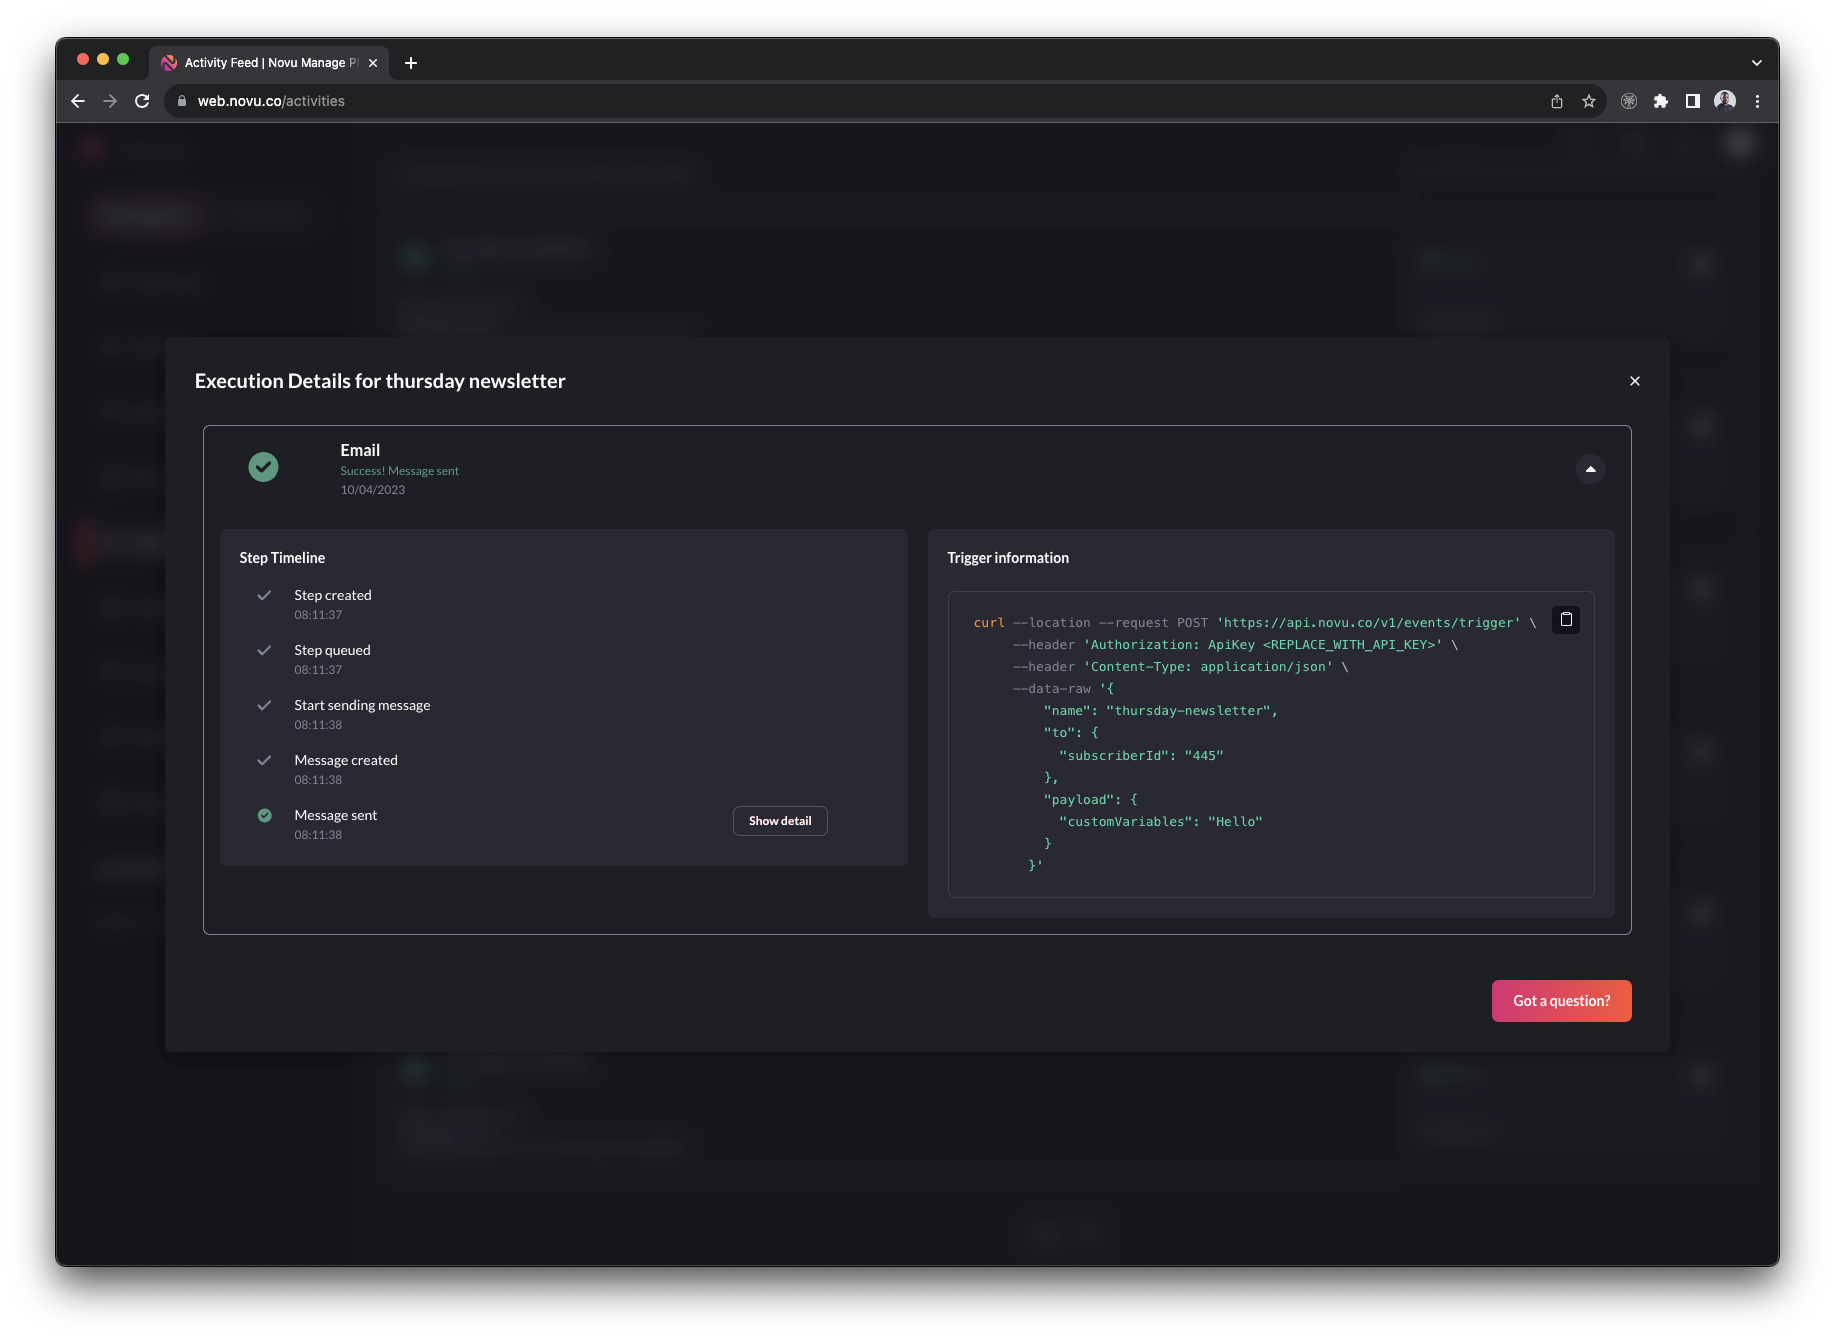 Activity Feed | Novu Manage Pl
web.novu.co/activities
Execution Details for thursday newsletter
Email
Success! Message sent
10/04/2023
Step Timeline
Step created
08:11:37
Step queued
08:11:37
Start sending message
08:11:38
Message created
08:11:38
Message sent
08:11:38
Show detail
Trigger information
curl --location --request POST 'https://api.novu.co/v1/events/trigger' \
--header 'Authorization: ApiKey <REPLACE_WITH_API_KEY>' \
--header 'Content-Type: application/json' \
--data-raw '{
"name": "thursday-newsletter",
"to": {
"subscriberId": "445"
},
"payload": {
"customVariables": "Hello"
}
}'
Got a question?